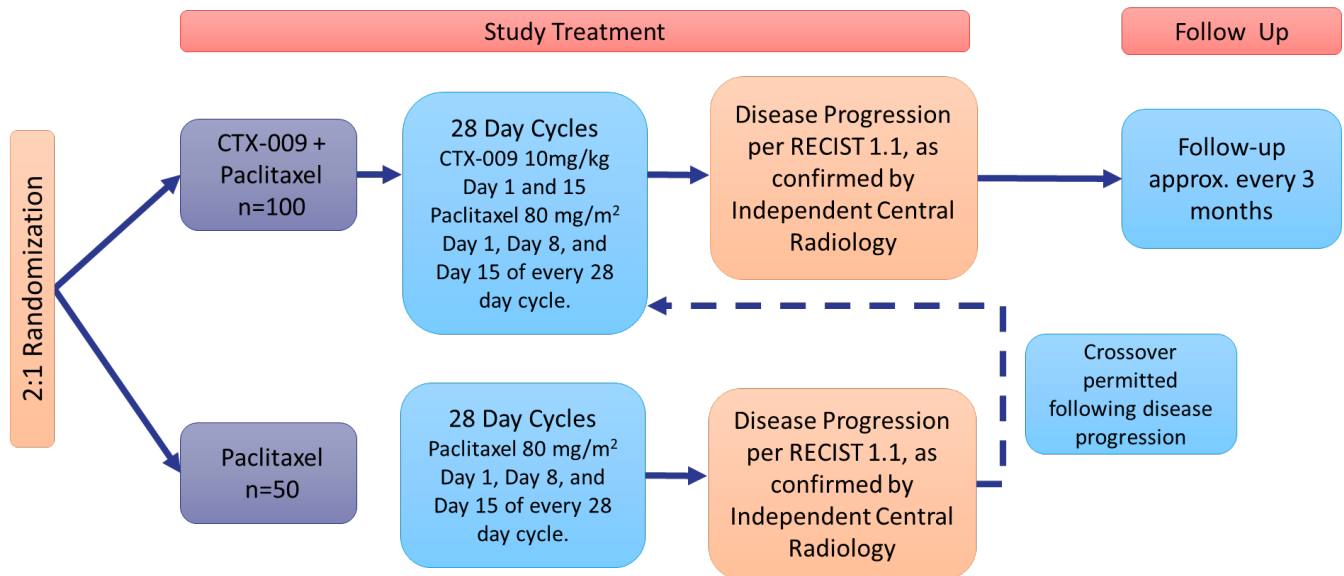 Study Treatment
Follow Up
2:1 Randomization
CTX-009 +
Paclitaxel
n=100
28 Day Cycles
CTX-009 10mg/kg
Day 1 and 15
Paclitaxel 80 mg/m²
Day 1, Day 8, and
Day 15 of every 28
day cycle.
Disease Progression
per RECIST 1.1, as
confirmed by
Independent Central
Radiology
Follow-up
approx. every 3
months
Paclitaxel
n=50
28 Day Cycles
Paclitaxel 80 mg/m²
Day 1, Day 8, and
Day 15 of every 28
day cycle.
Disease Progression
per RECIST 1.1, as
confirmed by
Independent Central
Radiology
Crossover
permitted
following disease
progression